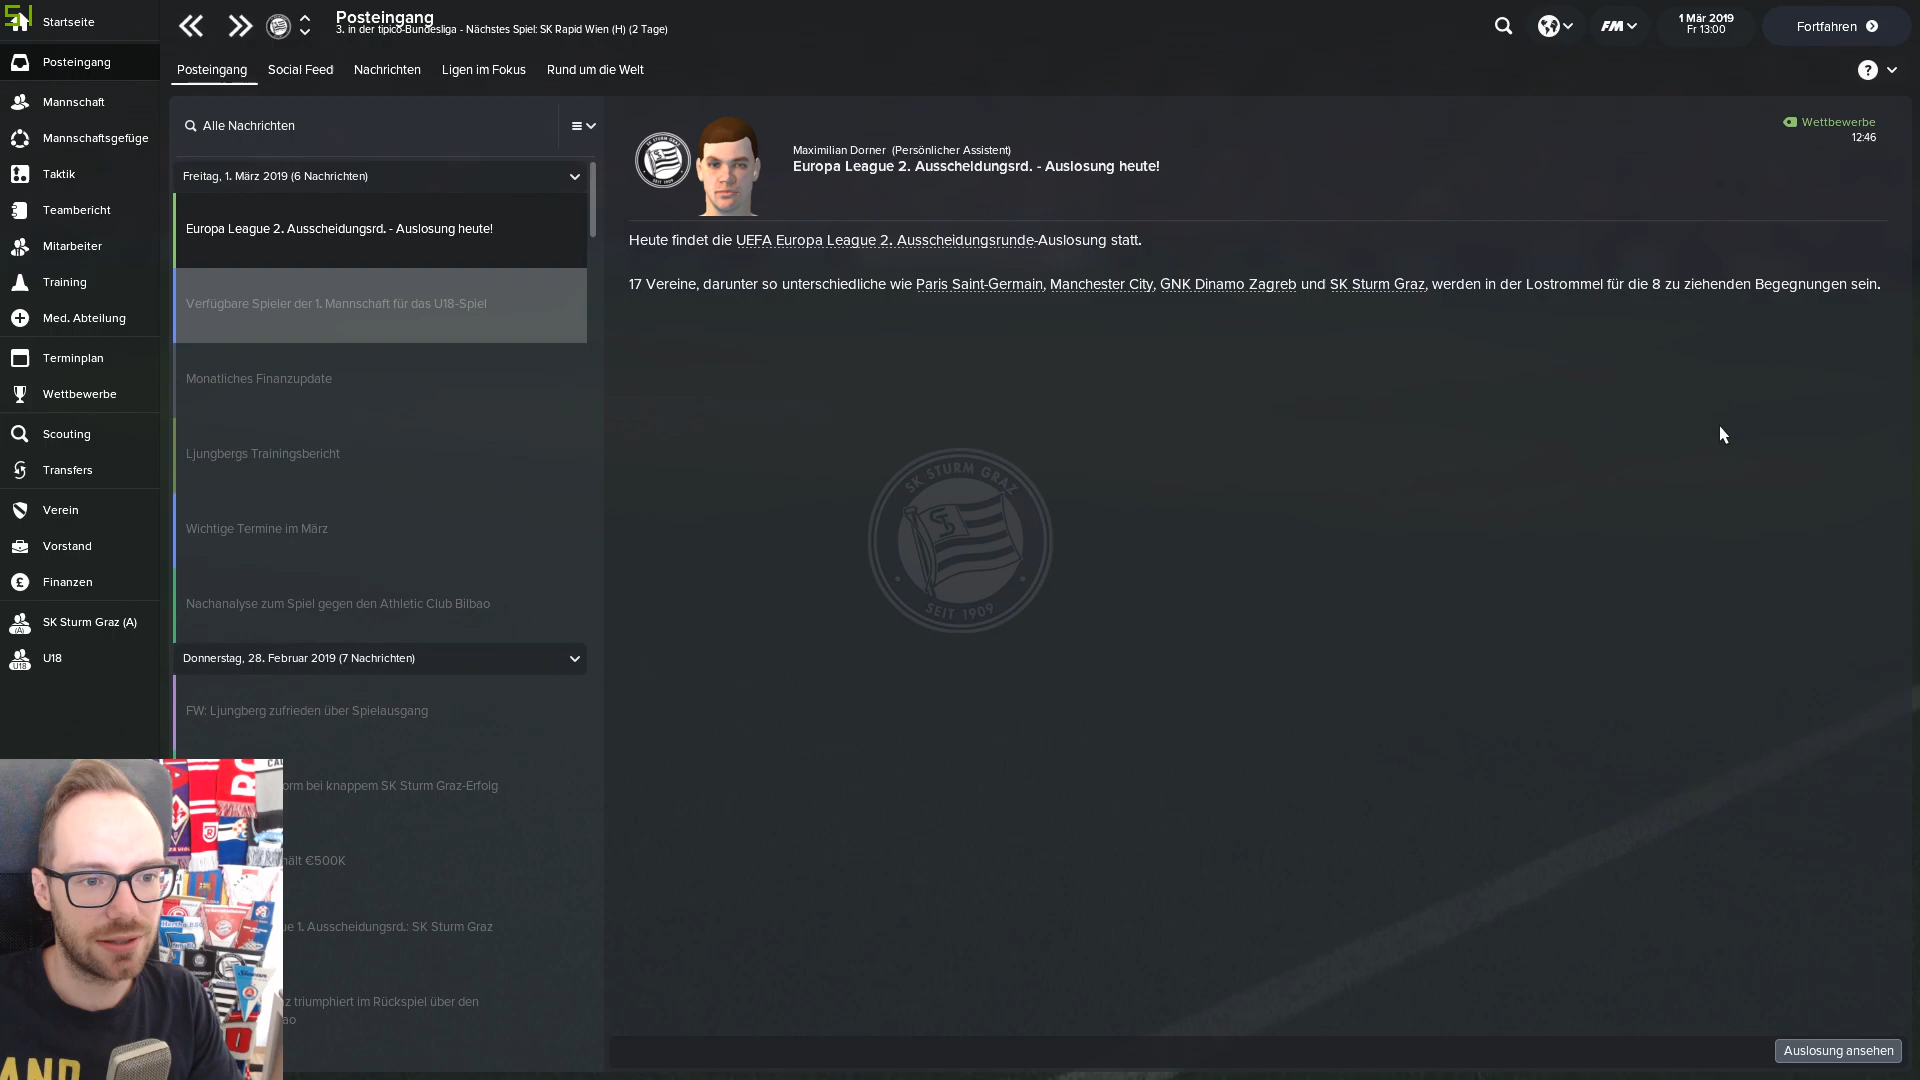 Startseite
Posteingang
Mannschaft
Mannschaftsgefüge
Taktik
Teambericht
Mitarbeiter
Training
Med. Abteilung
Terminplan
Wettbewerbe
Scouting
Transfers
Verein
Vorstand
Finanzen
SK Sturm Graz (A)
U18
Posteingang
3. in der tipico-Bundesliga - Nächstes Spiel: SK Rapid Wien (H) (2 Tage)
FM
1 Mär 2019
Fr 13:00
Fortfahren
Posteingang Social Feed Nachrichten Ligen im Fokus Rund um die Welt
Alle Nachrichten
Freitag, 1. März 2019 (6 Nachrichten)
Europa League 2. Ausscheidungsrd. - Auslosung heute!
Verfügbare Spieler der 1. Mannschaft für das U18-Spiel
Monatliches Finanzupdate
Ljungbergs Trainingsbericht
Wichtige Termine im März
Nachanalyse zum Spiel gegen den Athletic Club Bilbao
Donnerstag, 28. Februar 2019 (7 Nachrichten)
FW: Ljungberg zufrieden über Spielausgang
orm bei knappem SK Sturm Graz-Erfolg
hält €500K
ue 1. Ausscheidungsrd.: SK Sturm Graz
nz triumphiert im Rückspiel über den
ao
Maximilian Dorner (Persönlicher Assistent)
Europa League 2. Ausscheidungsrd. - Auslosung heute!
Wettbewerbe
12:46
Heute findet die UEFA Europa League 2. Ausscheidungsrunde-Auslosung statt.
17 Vereine, darunter so unterschiedliche wie Paris Saint-Germain, Manchester City, GNK Dinamo Zagreb und SK Sturm Graz, werden in der Lostrommel für die 8 zu ziehenden Begegnungen sein.
SK STURM GRAZ
SEIT 1909
Auslosung ansehen